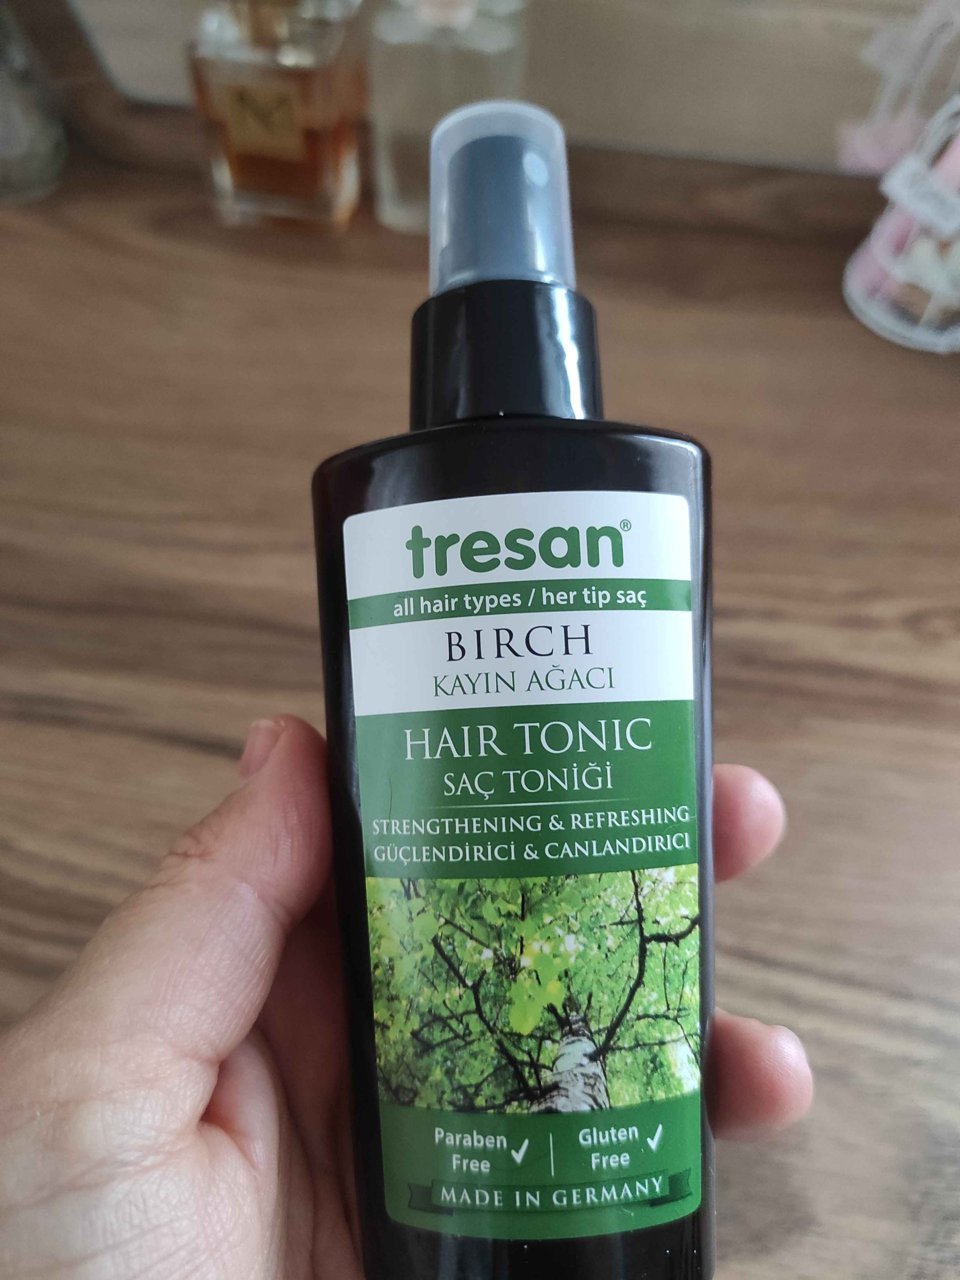 tresan®
all hair types / her tip saç
BIRCH
KAYIN AĞACI
HAIR TONIC
SAÇ TONİĞİ
STRENGTHENING & REFRESHING
GÜÇLENDİRİCİ & CANLANDIRICI
Paraben Free ✓ | Gluten Free ✓
MADE IN GERMANY